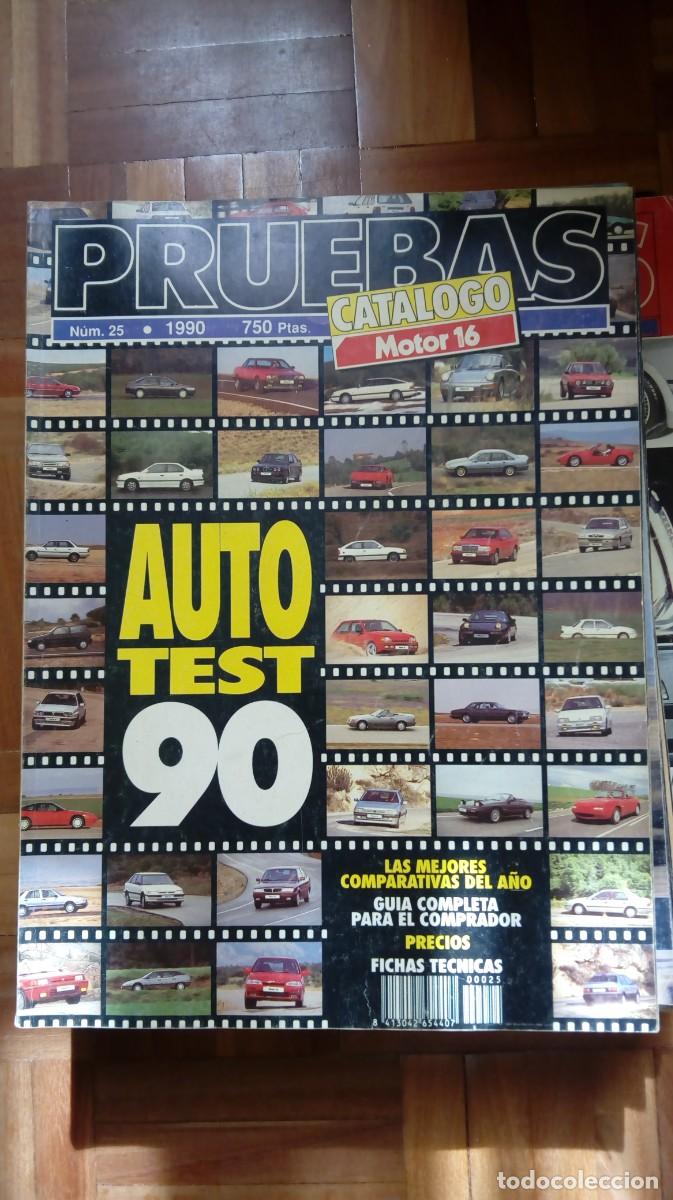 PRUEBAS
Núm. 25 • 1990 750 Ptas.
CATALOGO
Motor 16
AUTO
TEST
90
LAS MEJORES
COMPARATIVAS DEL AÑO
GUIA COMPLETA
PARA EL COMPRADOR
PRECIOS
FICHAS TECNICAS
00025
8 413042 654407
todocoleccion